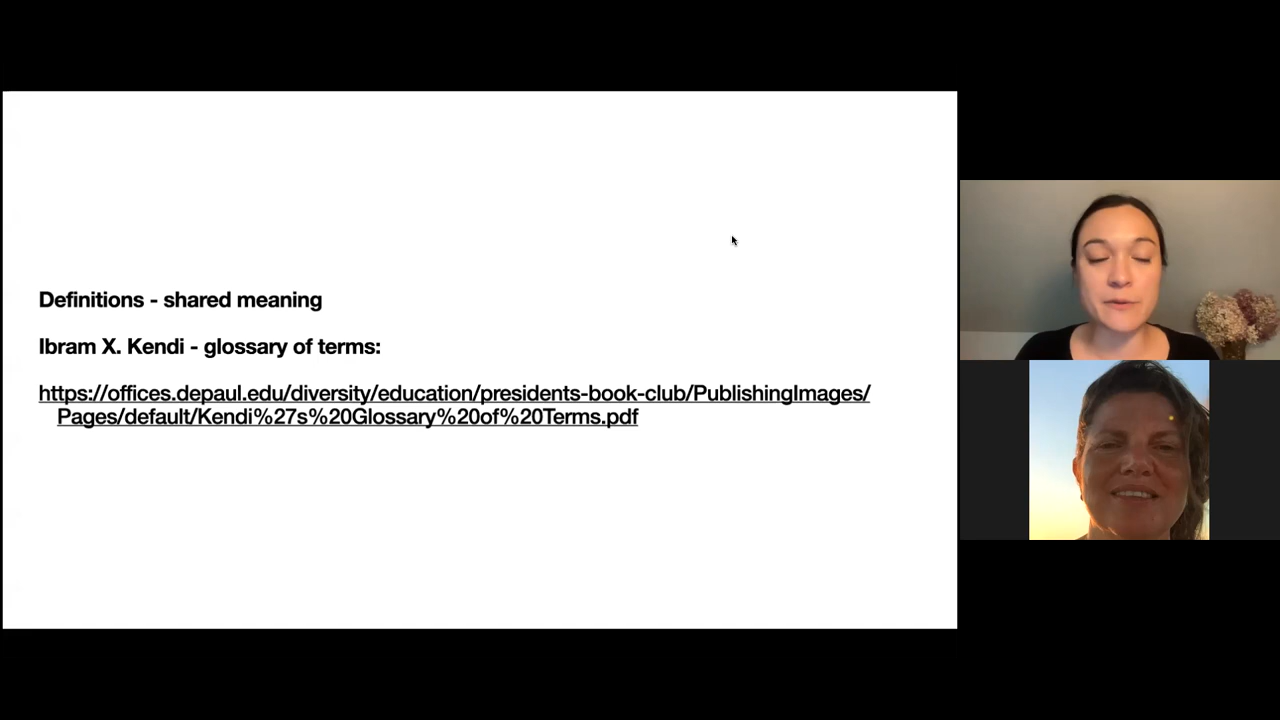 Definitions - shared meaning
Ibram X. Kendi - glossary of terms:
https://offices.depaul.edu/diversity/education/presidents-book-club/PublishingImages/
Pages/default/Kendi%27s%20Glossary%20of%20Terms.pdf